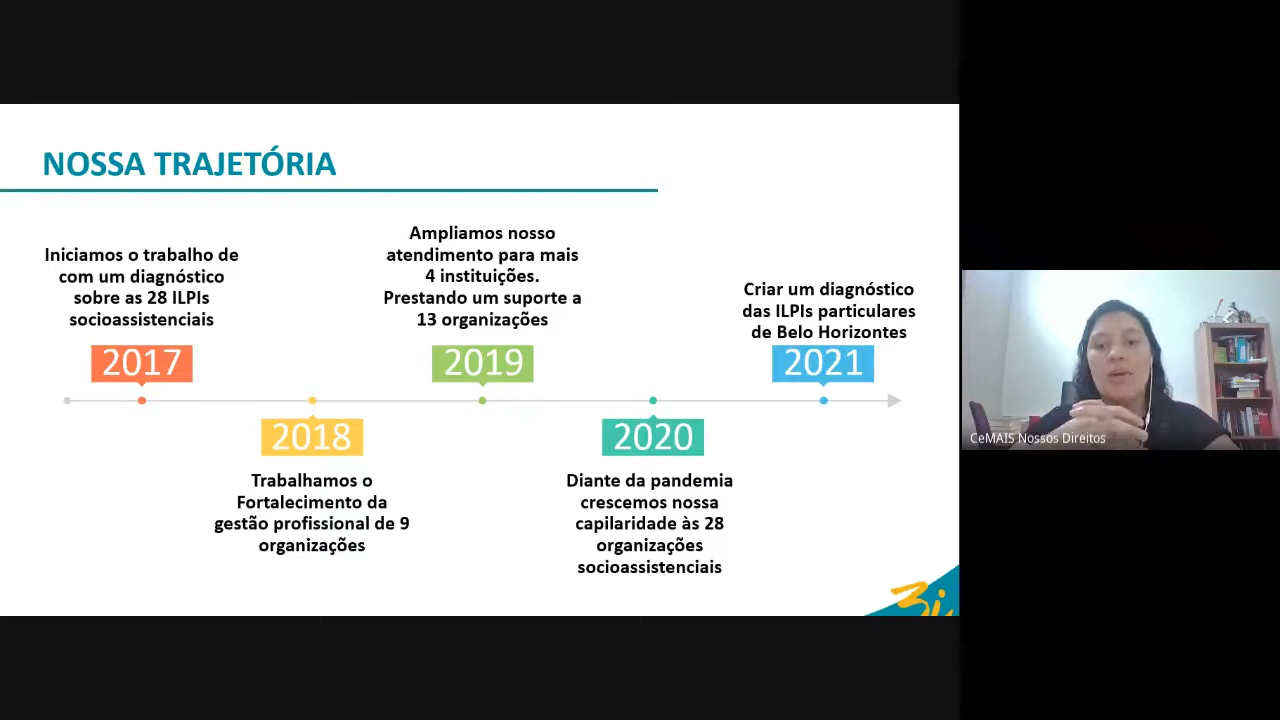 NOSSA TRAJETÓRIA
Iniciamos o trabalho de
com um diagnóstico
sobre as 28 ILPIs
socioassistenciais
2017
2018
Trabalhamos o
Fortalecimento da
gestão profissional de 9
organizações
Ampliamos nosso
atendimento para mais
4 instituições.
Prestando um suporte a
13 organizações
2019
2020
Diante da pandemia
crescemos nossa
capilaridade às 28
organizações
socioassistenciais
Criar um diagnóstico
das ILPIs particulares
de Belo Horizontes
2021
3i
CeMAIS Nossos Direitos